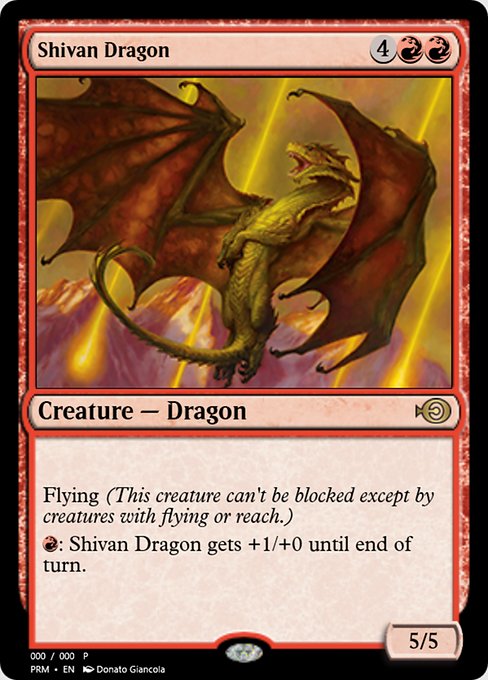 Shivan Dragon 4
Creature — Dragon
Flying (This creature can't be blocked except by
creatures with flying or reach.)
: Shivan Dragon gets +1/+0 until end of
turn.
5/5
000 / 000 P
PRM • EN Donato Giancola